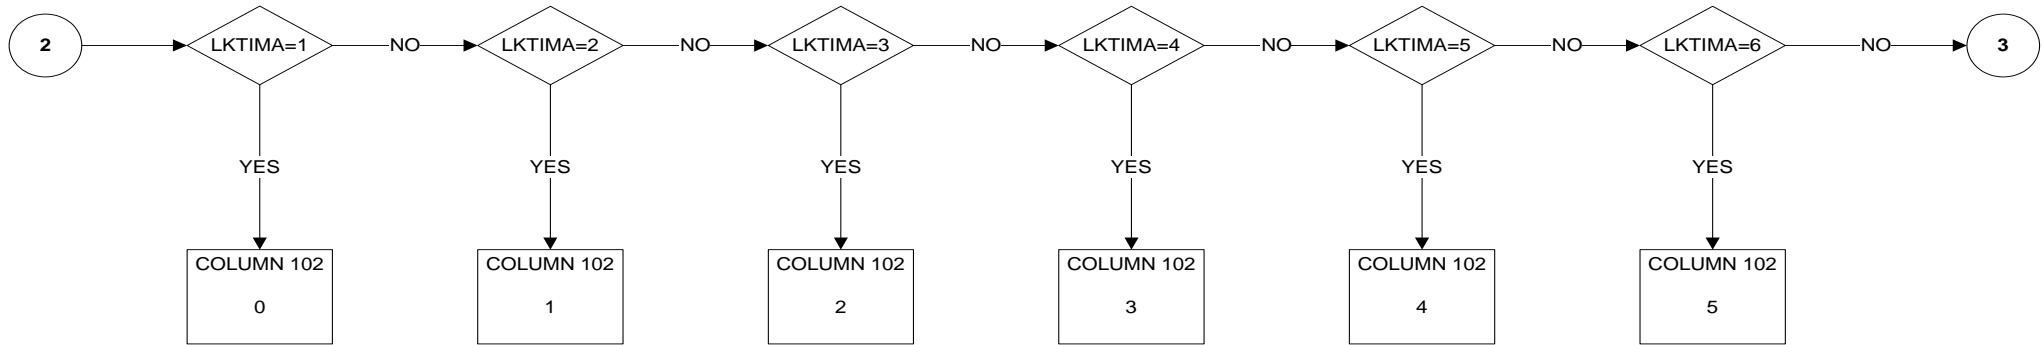 2
LKTIMA=1
NO
LKTIMA=2
NO
LKTIMA=3
NO
LKTIMA=4
NO
LKTIMA=5
NO
LKTIMA=6
NO
3
YES
YES
YES
YES
YES
YES
COLUMN 102
0
COLUMN 102
1
COLUMN 102
2
COLUMN 102
3
COLUMN 102
4
COLUMN 102
5